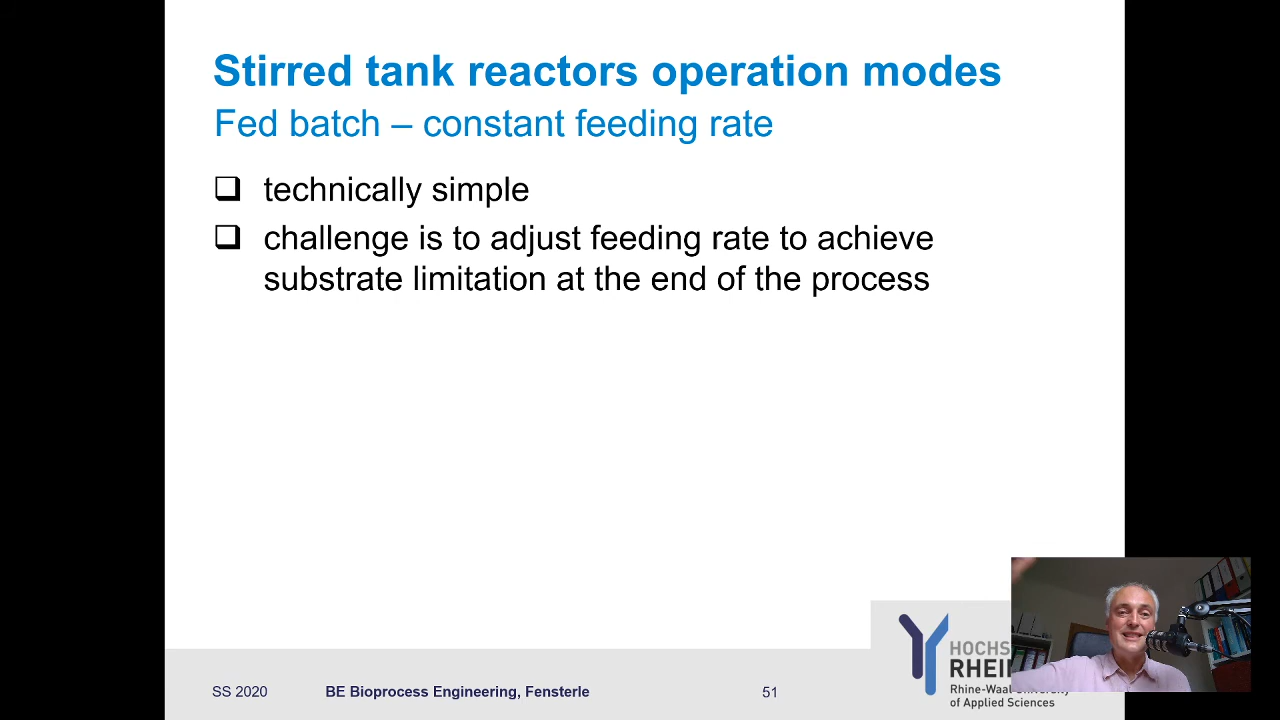 Stirred tank reactors operation modes
Fed batch – constant feeding rate
technically simple
challenge is to adjust feeding rate to achieve
substrate limitation at the end of the process
SS 2020
BE Bioprocess Engineering, Fensterle
51
HOCHS
RHEI
Rhine-Waal
of Applied Sciences